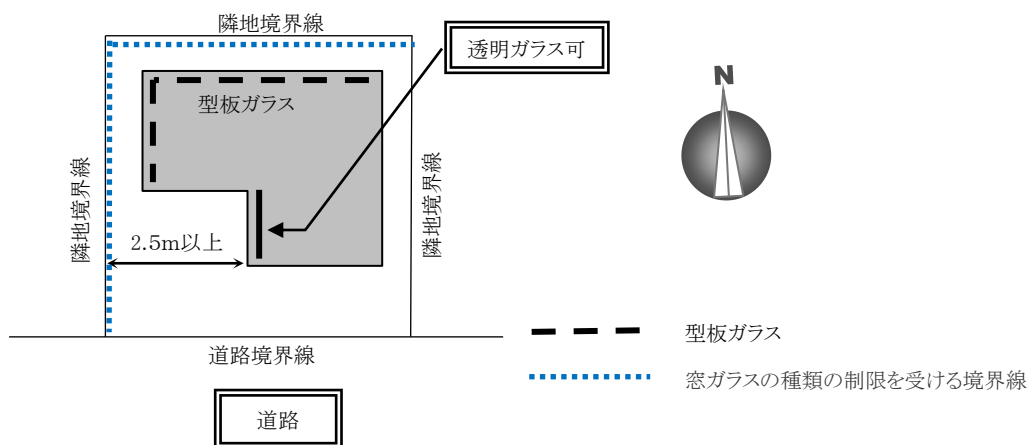 隣地境界線
透明ガラス可
型板ガラス
N
隣地境界線
隣地境界線
2.5m以上
道路境界線
道路
型板ガラス
窓ガラスの種類の制限を受ける境界線